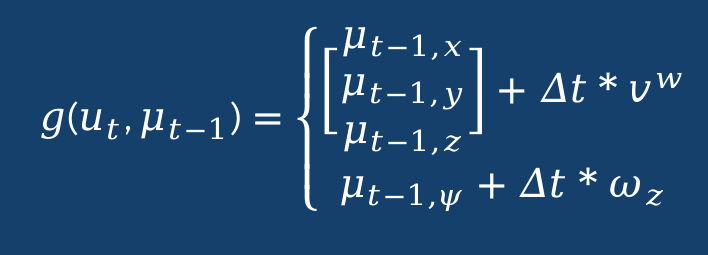 g(u_t, μ_{t−1}) = { [ μ_{t−1,x} μ_{t−1,y} μ_{t−1,z} ] + Δt * v^w
μ_{t−1,ψ} + Δt * ω_z